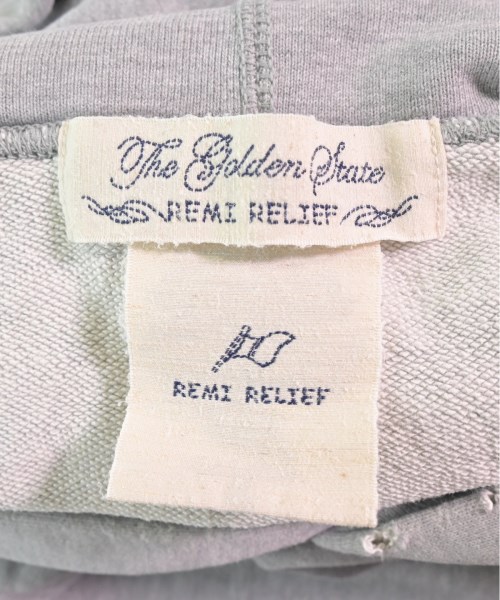 The Golden State
REMI RELIEF
REMI RELIEF